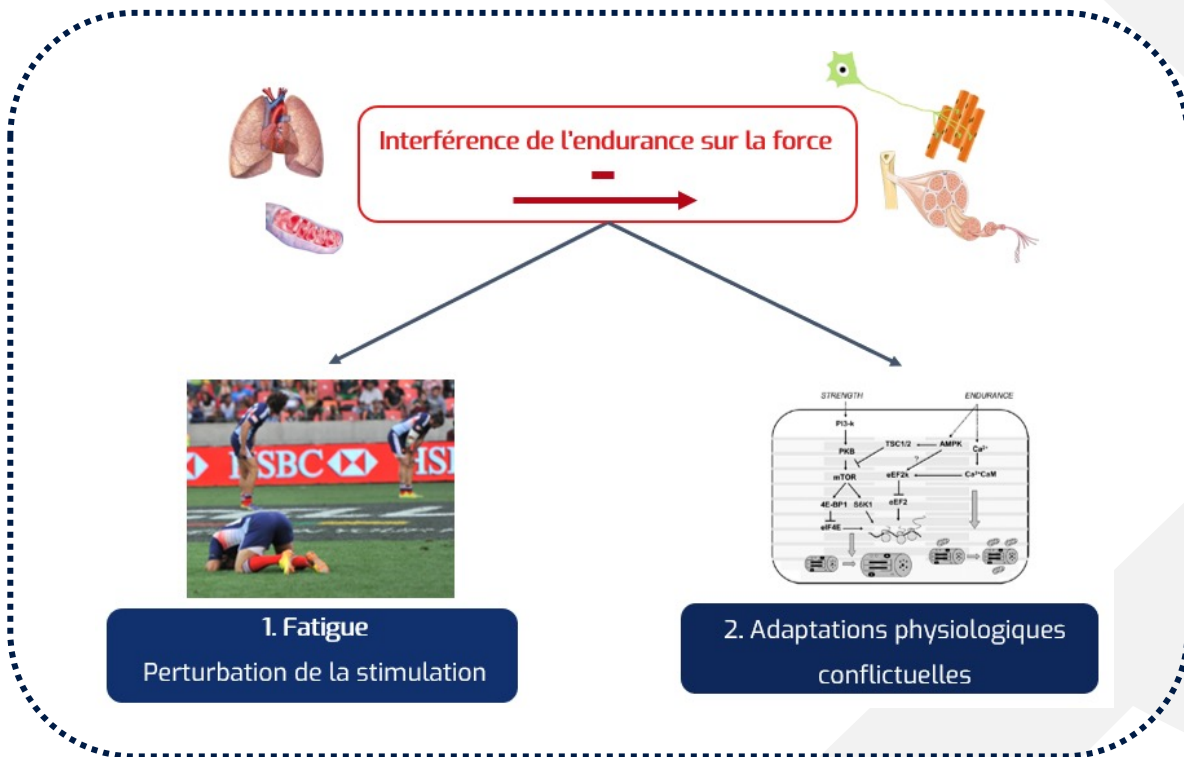 Interférence de l'endurance sur la force
-
HSBC
STRENGTH
ENDURANCE
PI3-k
TSC1/2
AMPK
Ca²⁺
PKB
?
mTOR
eEF2k
Ca²⁺CaM
4E-BP1
S6K1
eEF2
eIF4E
1. Fatigue
Perturbation de la stimulation
2. Adaptations physiologiques
conflictuelles